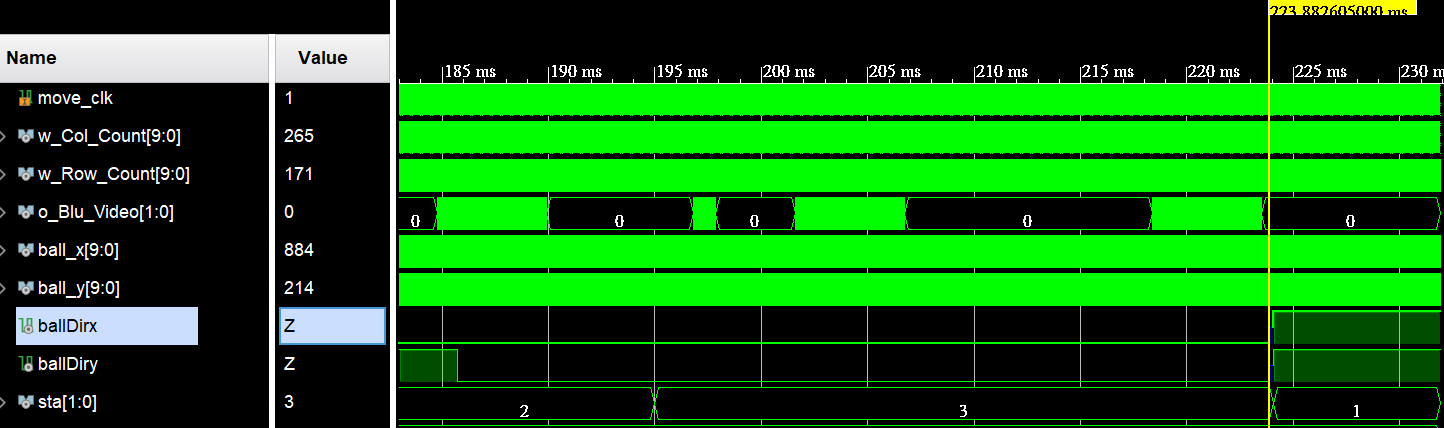 223.882605000 ms
Name Value
185 ms 190 ms 195 ms 200 ms 205 ms 210 ms 215 ms 220 ms 225 ms 230 m
move_clk 1
w_Col_Count[9:0] 265
w_Row_Count[9:0] 171
o_Blu_Video[1:0] 0 0 0 0 0 0
ball_x[9:0] 884
ball_y[9:0] 214
ballDirx Z
ballDiry Z
sta[1:0] 3 2 3 1